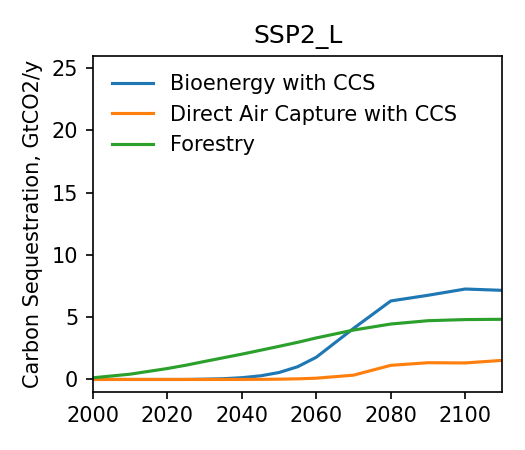 SSP2_L
Carbon Sequestration, GtCO2/y
25
20
15
10
5
0
Bioenergy with CCS
Direct Air Capture with CCS
Forestry
2000 2020 2040 2060 2080 2100